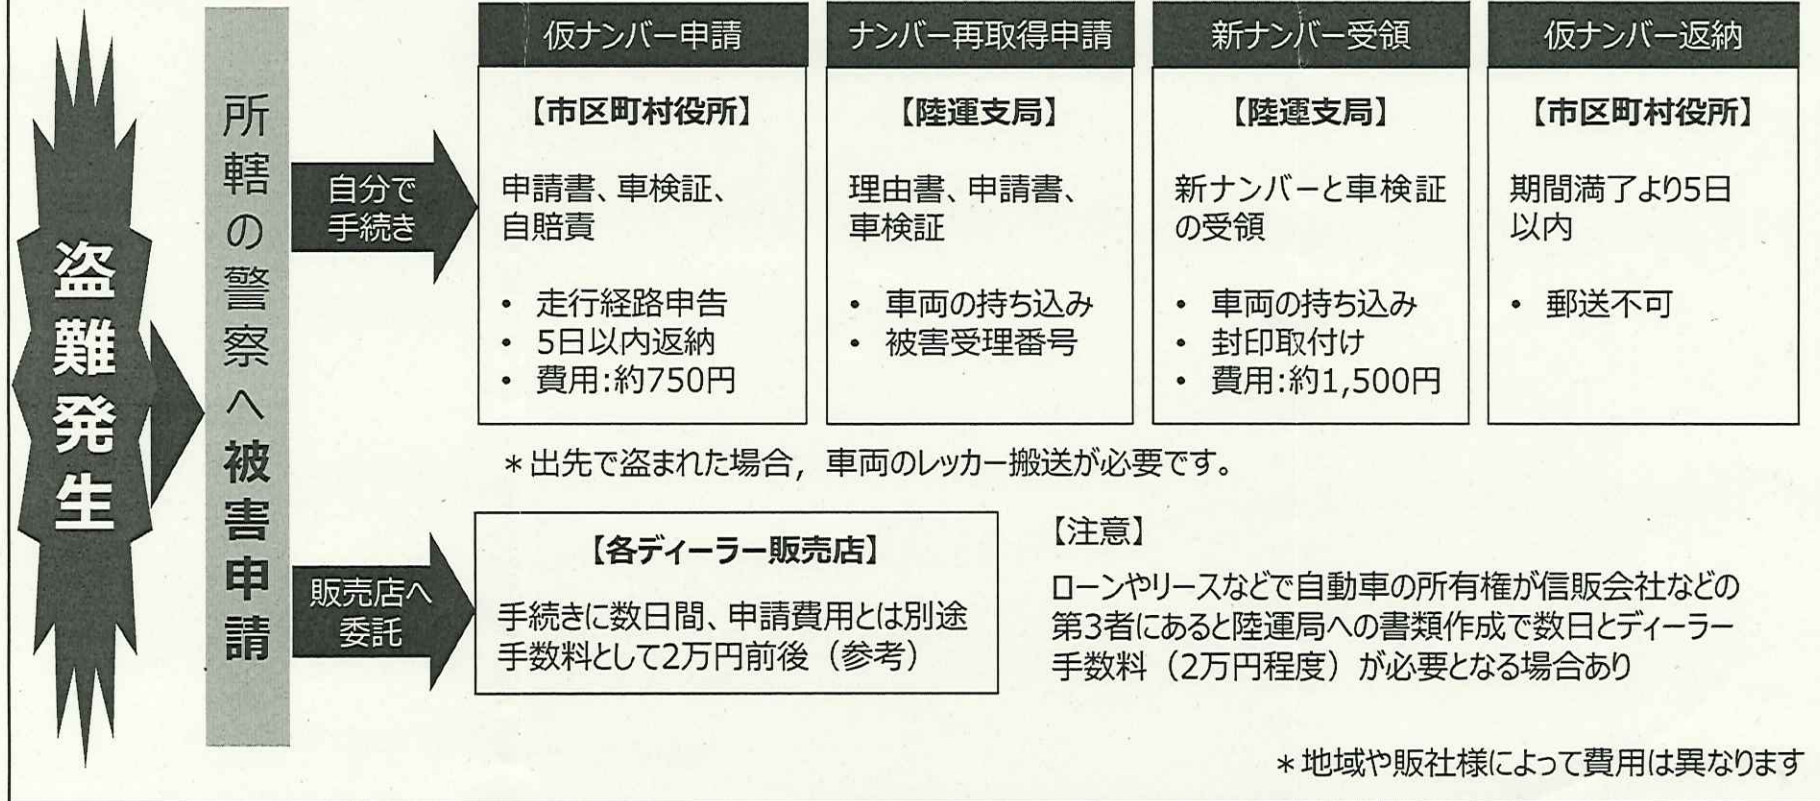 盗難発生
所轄の警察へ被害申請
自分で
手続き
仮ナンバー申請
【市区町村役所】
申請書、車検証、
自賠責
• 走行経路申告
• 5日以内返納
• 費用:約750円
ナンバー再取得申請
【陸運支局】
理由書、申請書、
車検証
• 車両の持ち込み
• 被害受理番号
新ナンバー受領
【陸運支局】
新ナンバーと車検証
の受領
• 車両の持ち込み
• 封印取付け
• 費用:約1,500円
仮ナンバー返納
【市区町村役所】
期間満了より5日
以内
• 郵送不可
＊出先で盗まれた場合，車両のレッカー搬送が必要です。
販売店へ
委託
【各ディーラー販売店】
手続きに数日間、申請費用とは別途
手数料として2万円前後（参考）
【注意】
ローンやリースなどで自動車の所有権が信販会社などの
第3者にあると陸運局への書類作成で数日とディーラー
手数料（2万円程度）が必要となる場合あり
＊地域や販社様によって費用は異なります